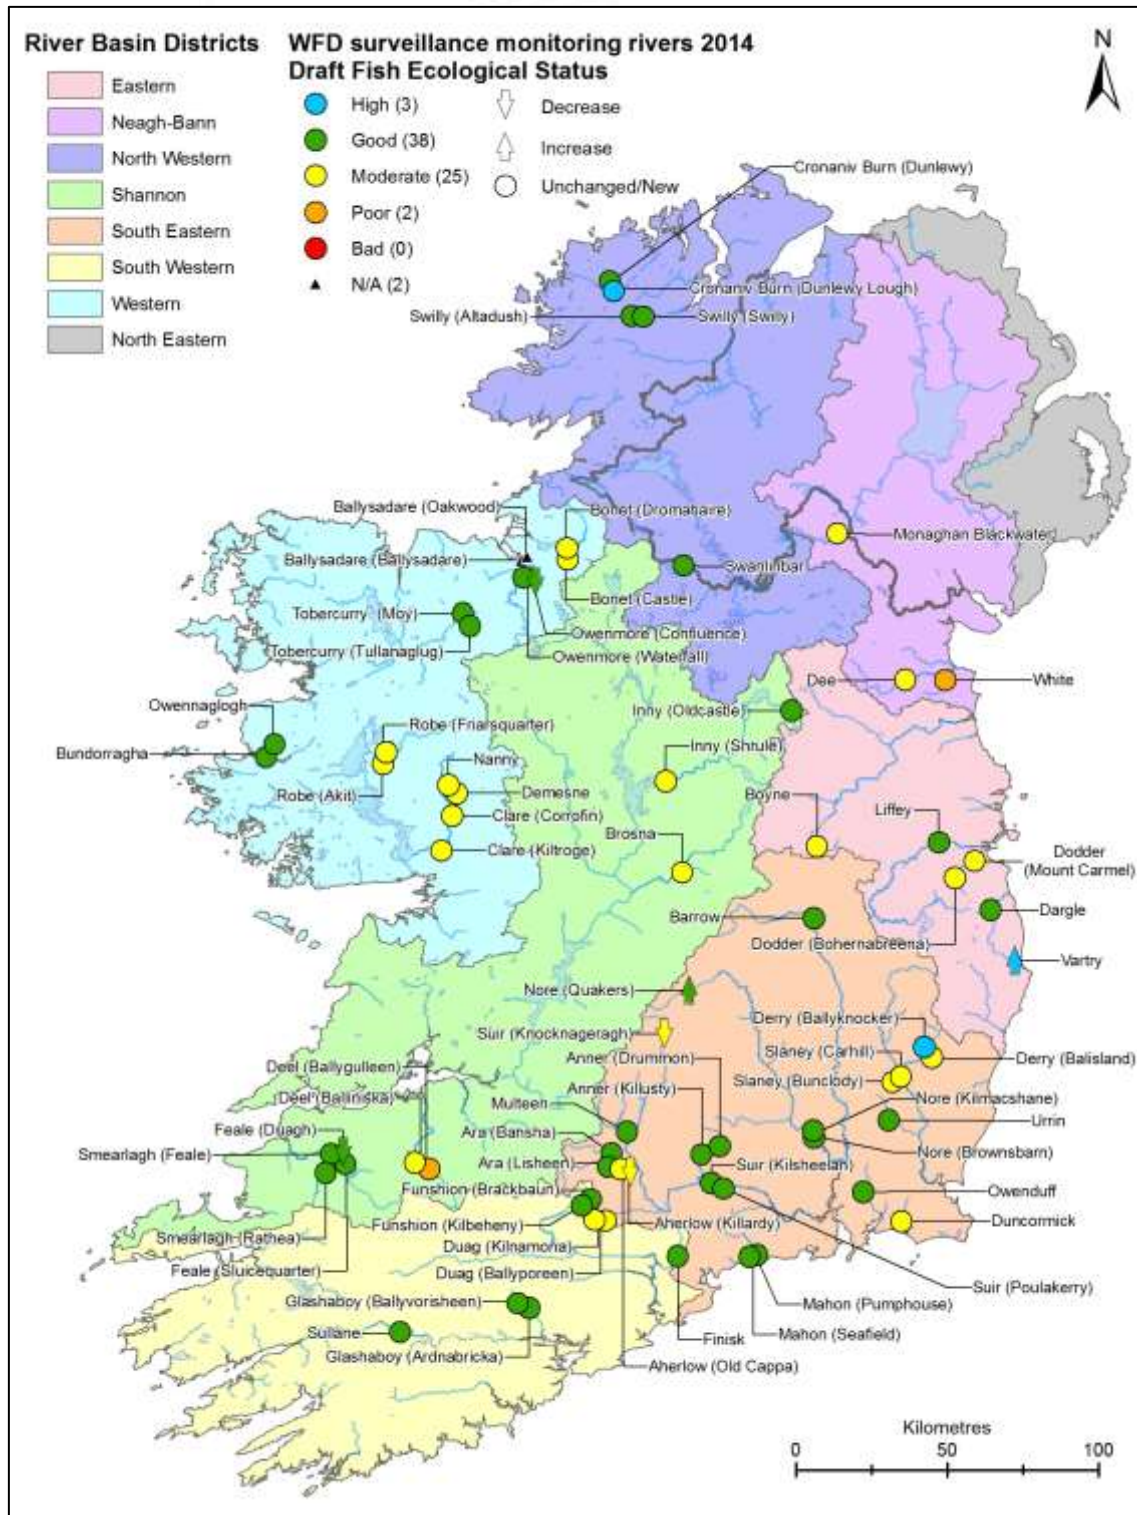 River Basin Districts
Eastern
Neagh-Bann
North Western
Shannon
South Eastern
South Western
Western
North Eastern
WFD surveillance monitoring rivers 2014
Draft Fish Ecological Status
High (3)
Good (38)
Moderate (25)
Poor (2)
Bad (0)
N/A (2)
Decrease
Increase
Unchanged/New
N
Cronaniv Burn (Dunlewy)
Cronaniv Burn (Dunlewy Lough)
Swilly (Altadush)
Swilly (Swilly)
Ballysadare (Oakwood)
Bonet (Dromahaire)
Monaghan Blackwater
Ballysadare (Ballysadare)
Swanlinbar
Bonet (Castle)
Tobercurry (Moy)
Owenmore (Confluence)
Tobercurry (Tullanaglug)
Owenmore (Waterfall)
Dee
White
Owennaglogh
Inny (Oldcastle)
Robe (Friarsquarter)
Bundorragha
Inny (Shrule)
Nanny
Robe (Akit)
Demesne
Boyne
Liffey
Clare (Corrofin)
Brosna
Clare (Kiltroge)
Dodder
(Mount Carmel)
Barrow
Dargle
Dodder (Bohernabreena)
Vartry
Nore (Quakers)
Derry (Ballyknocker)
Suir (Knocknageragh)
Slaney (Carhill)
Derry (Balisland)
Anner (Drummon)
Deel (Ballygulleen)
Slaney (Bunclody)
Anner (Killusty)
Deel (Balliniska)
Nore (Kilmacshane)
Multeen
Urrin
Feale (Duagh)
Ara (Bansha)
Smearlagh (Feale)
Nore (Brownsbarn)
Ara (Lisheen)
Suir (Kilsheelan)
Funshion (Brackbaun)
Owenduff
Funshion (Kilbeheny)
Aherlow (Killardy)
Duncormick
Smearlagh (Rathea)
Duag (Kilnamona)
Feale (Sluicequarter)
Duag (Ballyporeen)
Suir (Poulakerry)
Glashaboy (Ballyvorisheen)
Mahon (Pumphouse)
Sullane
Finisk
Mahon (Seafield)
Glashaboy (Ardnabricka)
Aherlow (Old Cappa)
Kilometres
0
50
100